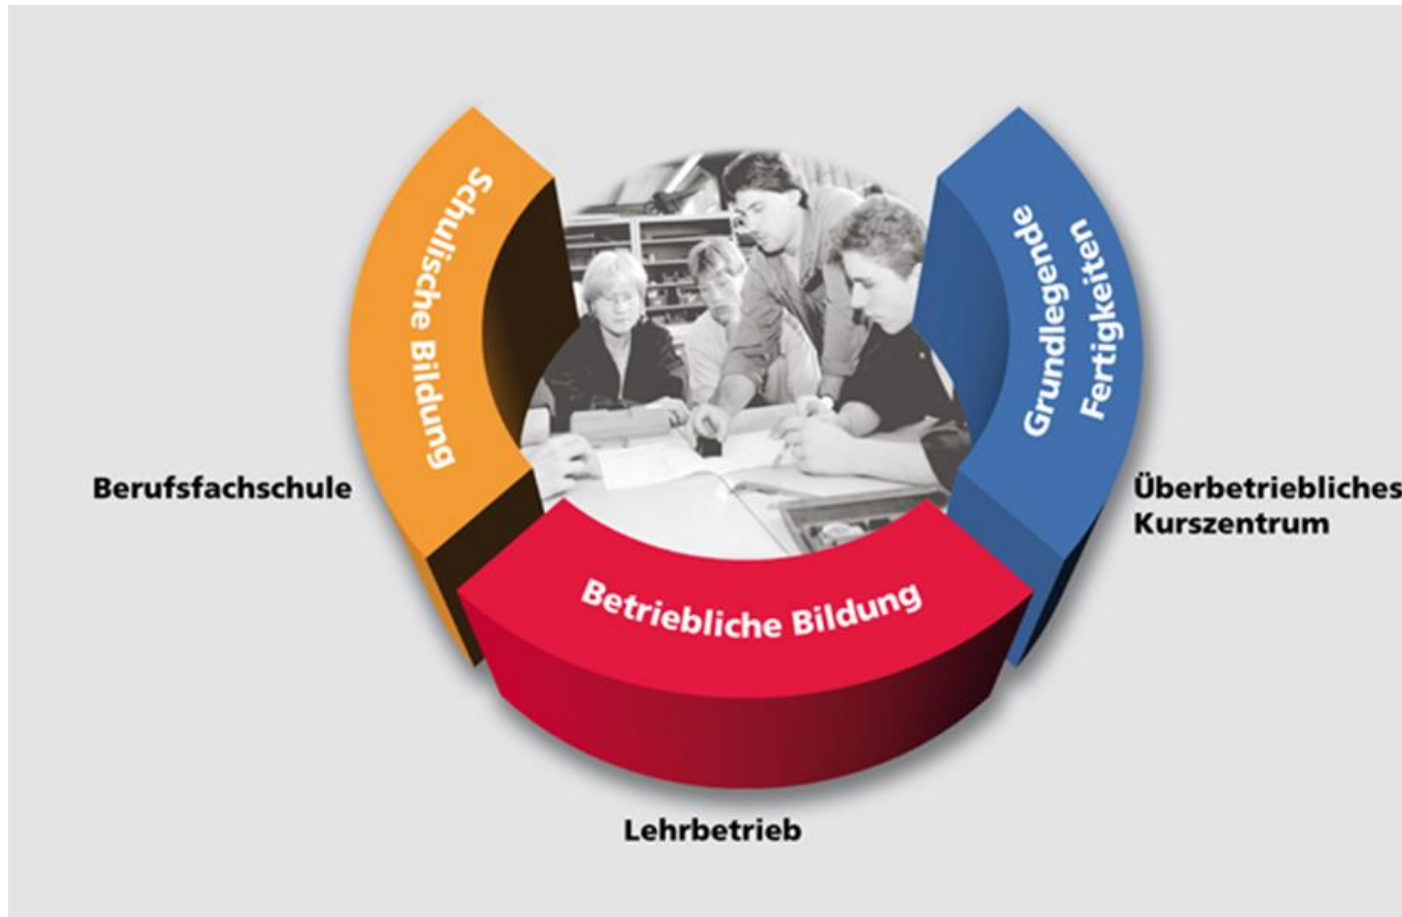 Schulische Bildung
Grundlegende
Fertigkeiten
Berufsfachschule
Überbetriebliches
Kurszentrum
Betriebliche Bildung
Lehrbetrieb